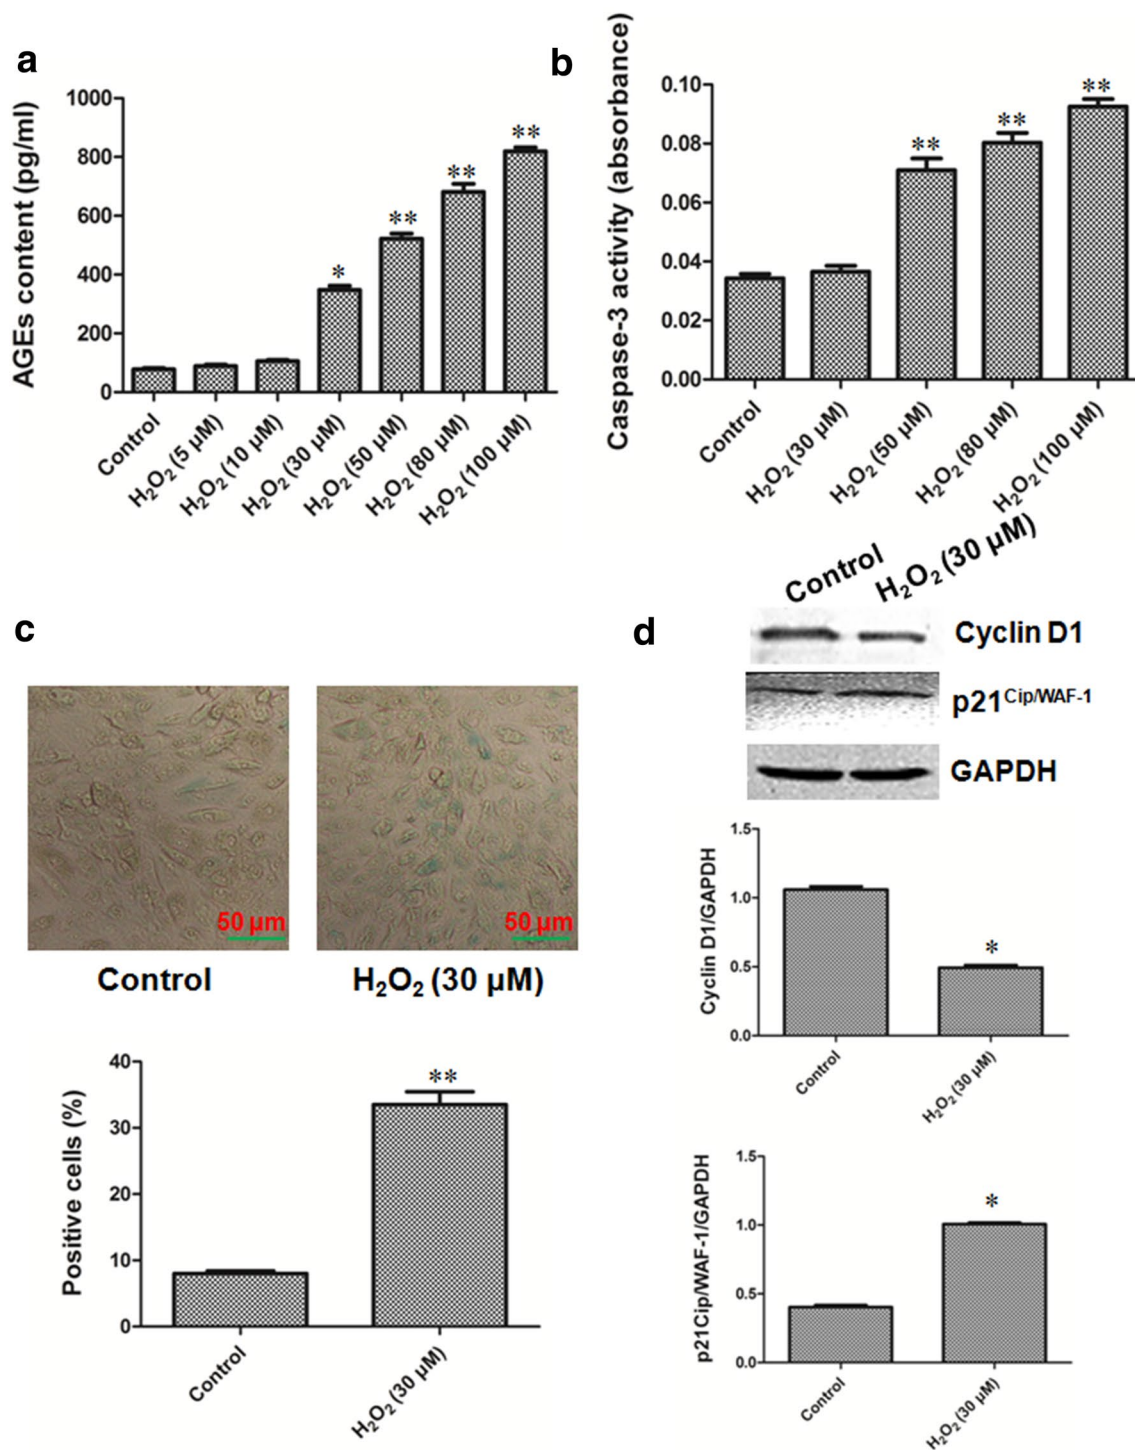 a
AGEs content (pg/ml)
1000
800
600
400
200
0
*
**
**
**
Control
H₂O₂ (5 μM)
H₂O₂ (10 μM)
H₂O₂ (30 μM)
H₂O₂ (50 μM)
H₂O₂ (80 μM)
H₂O₂ (100 μM)
b
Caspase-3 activity (absorbance)
0.10
0.08
0.06
0.04
0.02
0.00
**
**
**
Control
H₂O₂ (30 μM)
H₂O₂ (50 μM)
H₂O₂ (80 μM)
H₂O₂ (100 μM)
c
50 μm
50 μm
Control
H₂O₂ (30 μM)
Positive cells (%)
40
30
20
10
0
**
Control
H₂O₂ (30 μM)
d
Control
H₂O₂ (30 μM)
Cyclin D1
p21Cip/WAF-1
GAPDH
Cyclin D1/GAPDH
1.5
1.0
0.5
0.0
*
Control
H₂O₂ (30 μM)
p21Cip/WAF-1/GAPDH
1.5
1.0
0.5
0.0
*
Control
H₂O₂ (30 μM)